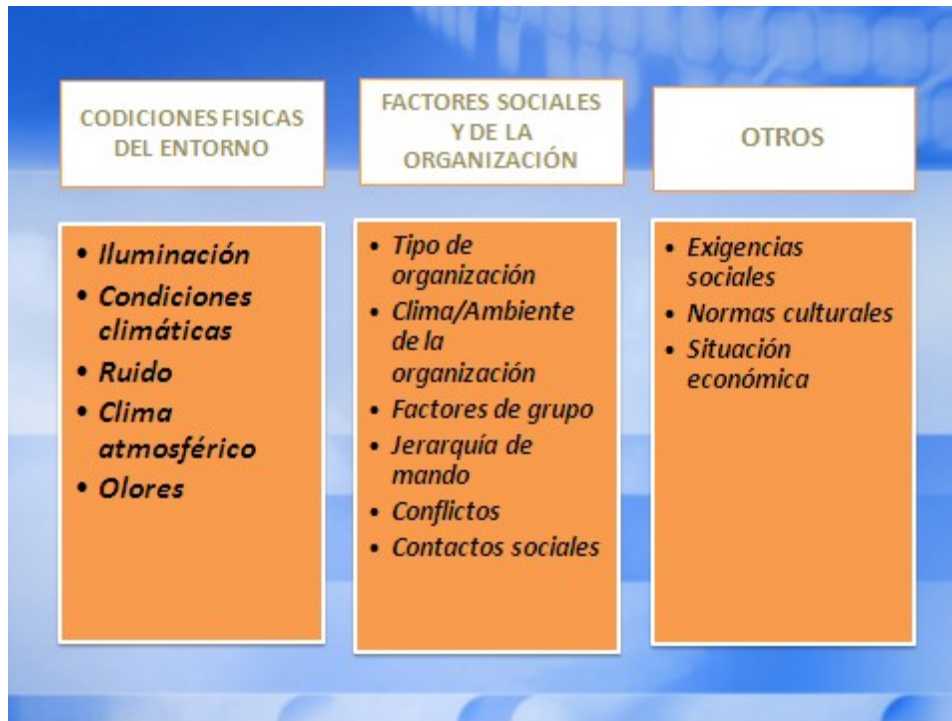 CODICIONES FISICAS
DEL ENTORNO
• Iluminación
• Condiciones
climáticas
• Ruido
• Clima
atmosférico
• Olores
FACTORES SOCIALES
Y DE LA
ORGANIZACIÓN
• Tipo de
organización
• Clima/Ambiente
de la
organización
• Factores de grupo
• Jerarquía de
mando
• Conflictos
• Contactos sociales
OTROS
• Exigencias
sociales
• Normas culturales
• Situación
económica